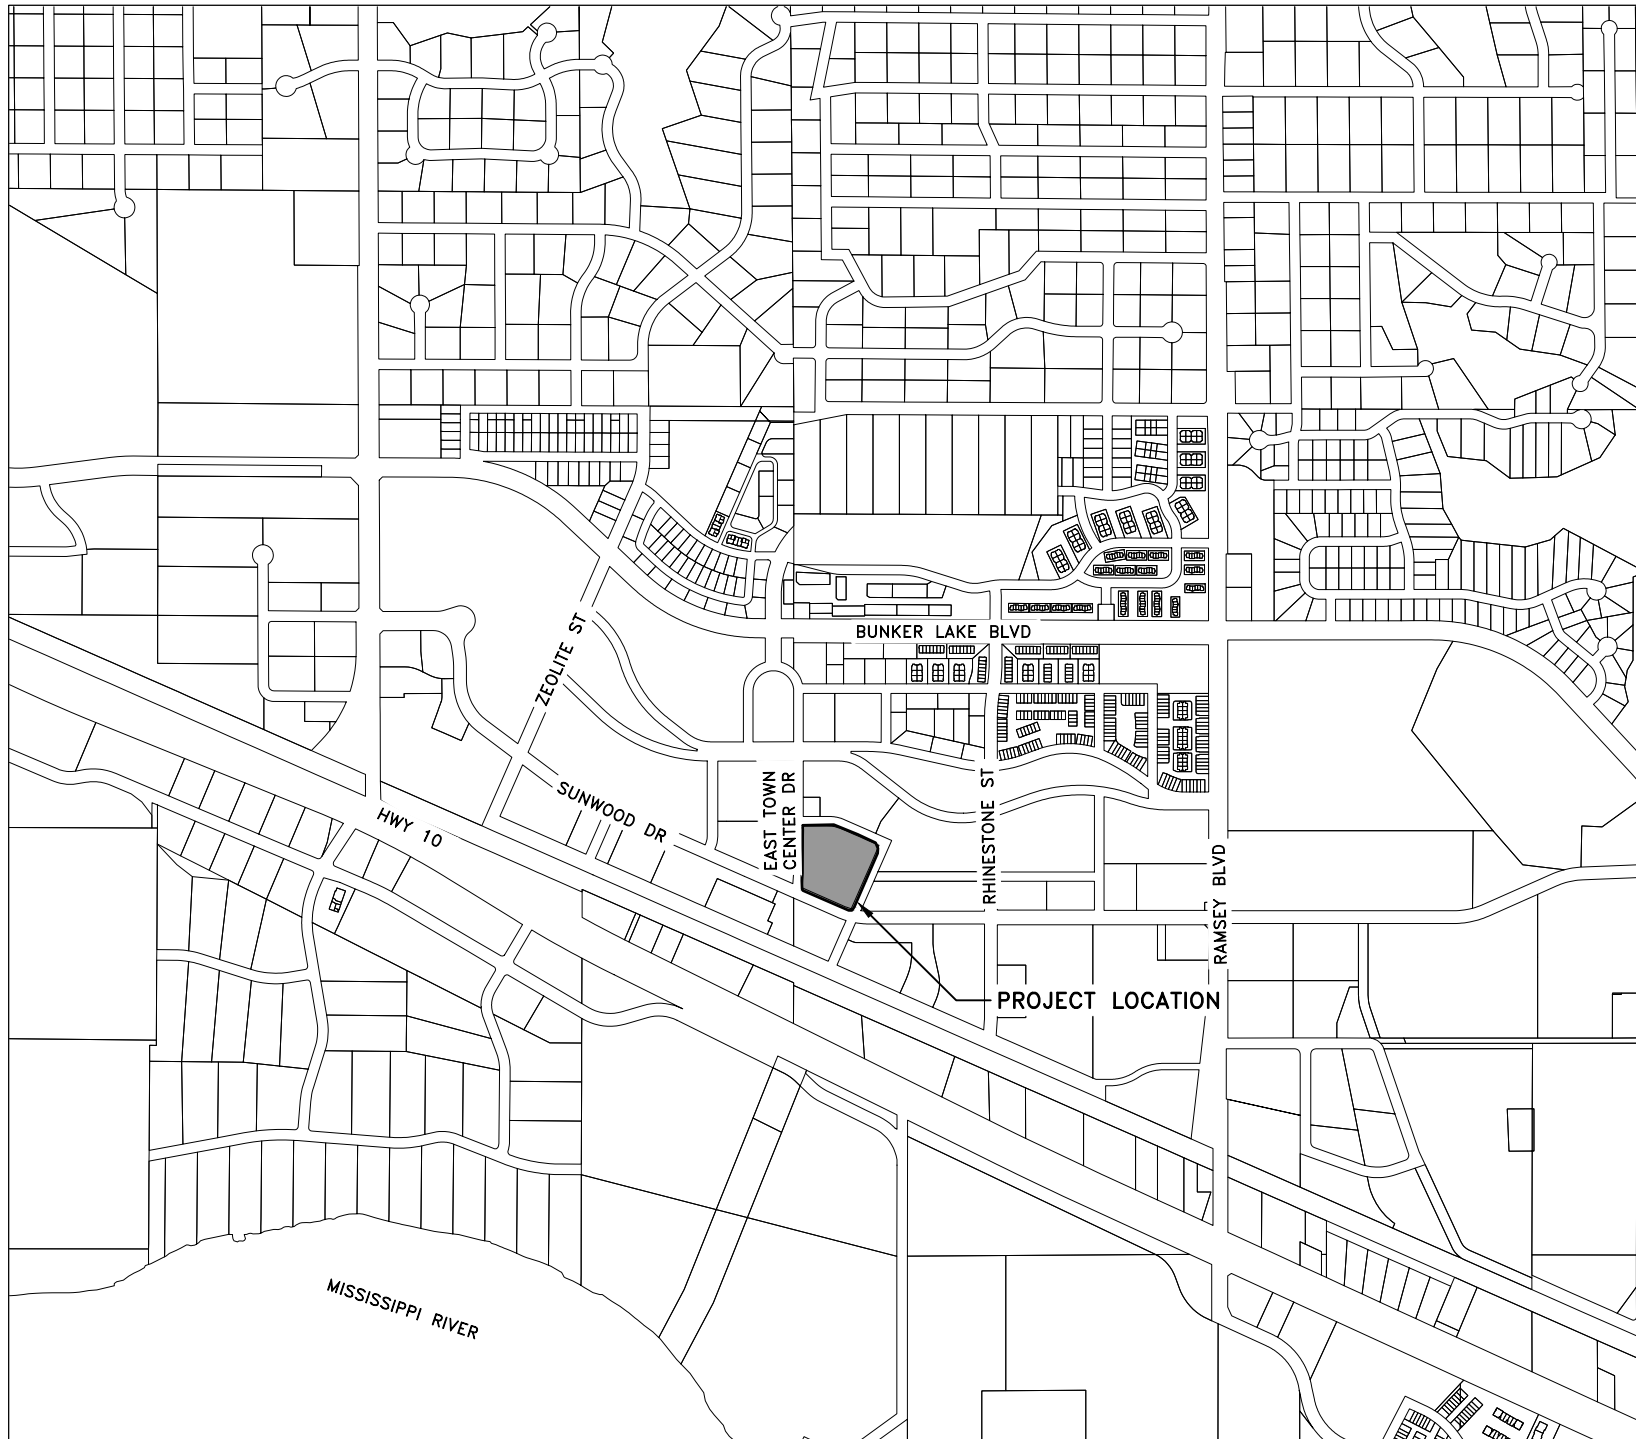 BUNKER LAKE BLVD
ZEOLITE ST
SUNWOOD DR
EAST TOWN
CENTER DR
RHINESTONE ST
HWY 10
RAMSEY BLVD
PROJECT LOCATION
MISSISSIPPI RIVER